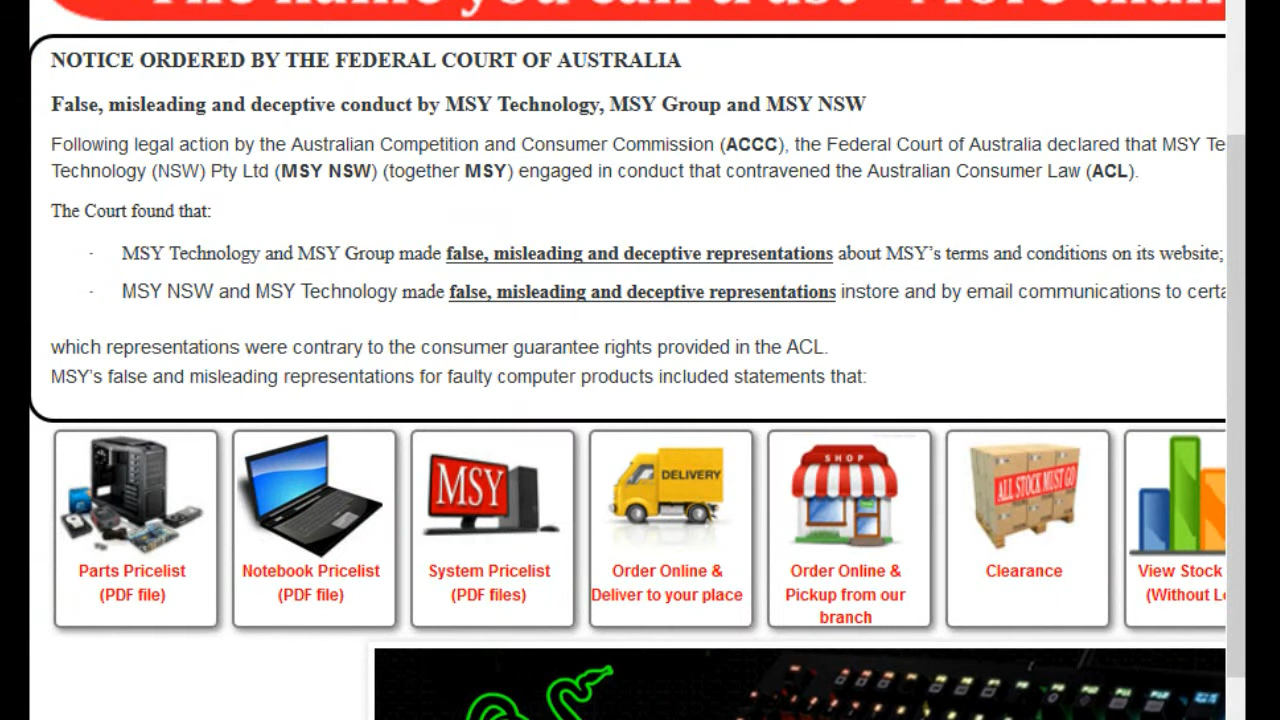 The name you can trust - More than
NOTICE ORDERED BY THE FEDERAL COURT OF AUSTRALIA
False, misleading and deceptive conduct by MSY Technology, MSY Group and MSY NSW
Following legal action by the Australian Competition and Consumer Commission (ACCC), the Federal Court of Australia declared that MSY Te
Technology (NSW) Pty Ltd (MSY NSW) (together MSY) engaged in conduct that contravened the Australian Consumer Law (ACL).
The Court found that:
· MSY Technology and MSY Group made false, misleading and deceptive representations about MSY’s terms and conditions on its website;
· MSY NSW and MSY Technology made false, misleading and deceptive representations instore and by email communications to certa
which representations were contrary to the consumer guarantee rights provided in the ACL.
MSY’s false and misleading representations for faulty computer products included statements that:
MSY
DELIVERY
SHOP
ALL STOCK MUST GO
Parts Pricelist
(PDF file)
Notebook Pricelist
(PDF file)
System Pricelist
(PDF files)
Order Online &
Deliver to your place
Order Online &
Pickup from our
branch
Clearance
View Stock
(Without Lo